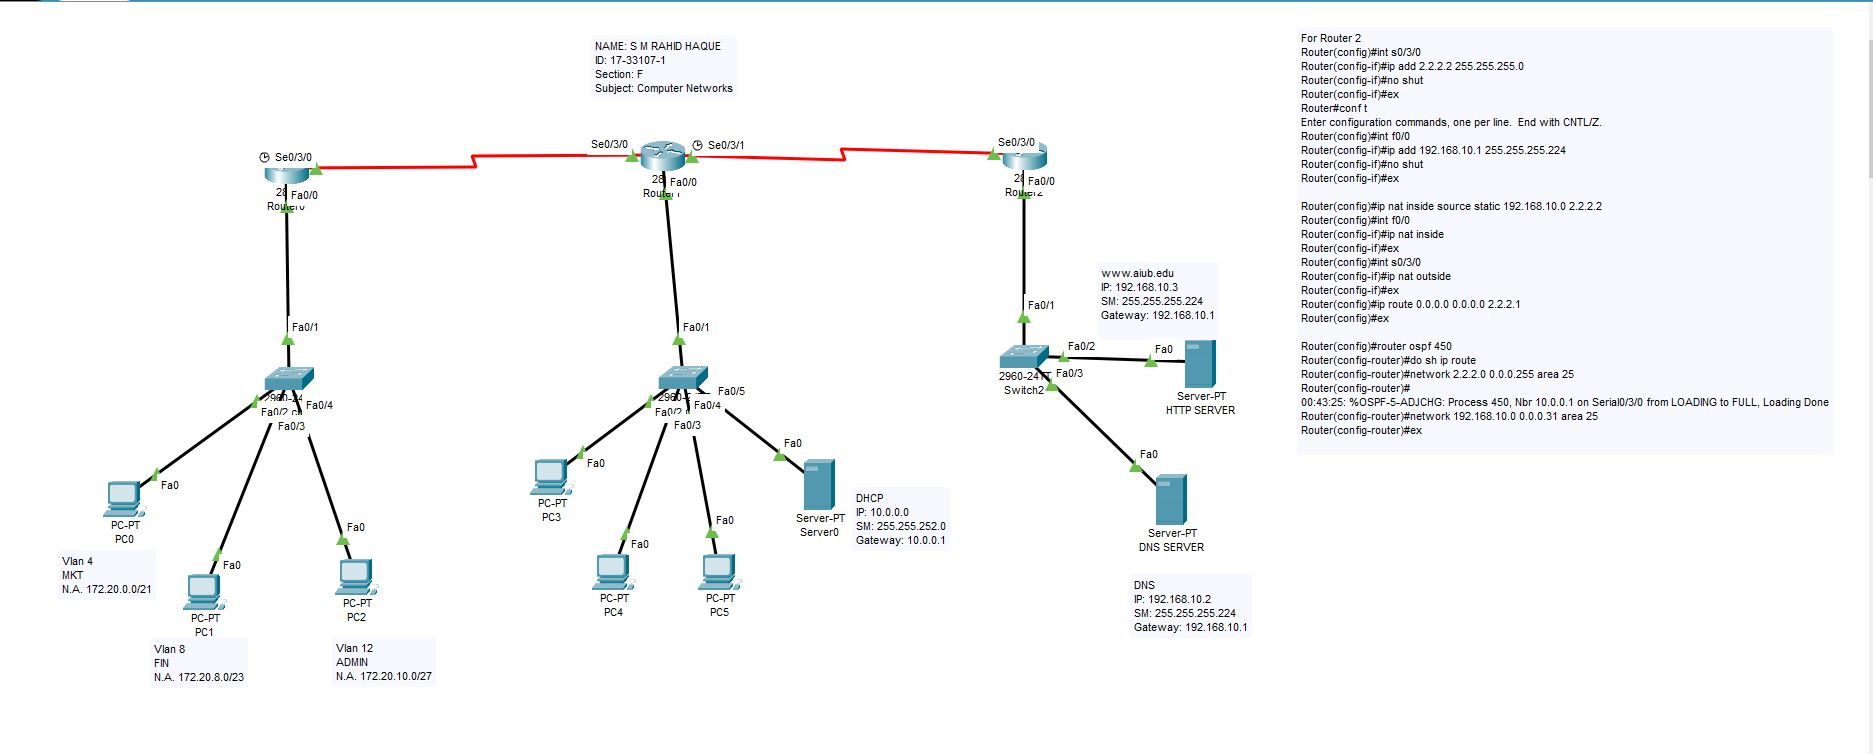 NAME: S M RAHID HAQUE
ID: 17-33107-1
Section: F
Subject: Computer Networks
Se0/3/0
Fa0/0
Se0/3/0
Se0/3/1
Fa0/0
Se0/3/0
Fa0/0
Fa0/1
Fa0/4
Fa0/3
Fa0
PC-PT
PC0
Vlan 4
MKT
N.A. 172.20.0.0/21
Fa0
PC-PT
PC1
Vlan 8
FIN
N.A. 172.20.8.0/23
Fa0
PC-PT
PC2
Vlan 12
ADMIN
N.A. 172.20.10.0/27
Fa0/1
Fa0/5
Fa0/4
Fa0/3
Fa0
PC-PT
PC3
Fa0
PC-PT
PC4
Fa0
PC-PT
PC5
Fa0
Server-PT
Server0
DHCP
IP: 10.0.0.0
SM: 255.255.252.0
Gateway: 10.0.0.1
www.aiub.edu
IP: 192.168.10.3
SM: 255.255.255.224
Gateway: 192.168.10.1
Fa0/1
Fa0/2
Fa0
Fa0/3
Switch2
Server-PT
HTTP SERVER
Fa0
Server-PT
DNS SERVER
DNS
IP: 192.168.10.2
SM: 255.255.255.224
Gateway: 192.168.10.1
For Router 2
Router(config)#int s0/3/0
Router(config-if)#ip add 2.2.2.2 255.255.255.0
Router(config-if)#no shut
Router(config-if)#ex
Router#conf t
Enter configuration commands, one per line.  End with CNTL/Z.
Router(config)#int f0/0
Router(config-if)#ip add 192.168.10.1 255.255.255.224
Router(config-if)#no shut
Router(config-if)#ex
Router(config)#ip nat inside source static 192.168.10.0 2.2.2.2
Router(config)#int f0/0
Router(config-if)#ip nat inside
Router(config-if)#ex
Router(config)#int s0/3/0
Router(config-if)#ip nat outside
Router(config-if)#ex
Router(config)#ip route 0.0.0.0 0.0.0.0 2.2.2.1
Router(config)#ex
Router(config)#router ospf 450
Router(config-router)#do sh ip route
Router(config-router)#network 2.2.2.0 0.0.0.255 area 25
Router(config-router)#
00:43:25: %OSPF-5-ADJCHG: Process 450, Nbr 10.0.0.1 on Serial0/3/0 from LOADING to FULL, Loading Done
Router(config-router)#network 192.168.10.0 0.0.0.31 area 25
Router(config-router)#ex